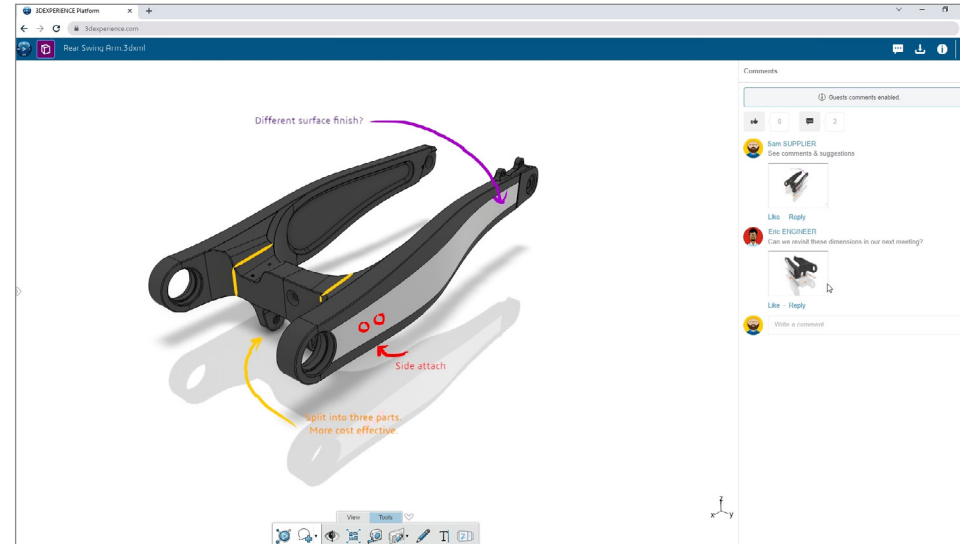 3DEXPERIENCE Platform
3dexperience.com
Rear Swing Arm.3dxml
Different surface finish?
Side attach
Split into three parts.
More cost effective.
Comments
Guests comments enabled.
0
2
Sam SUPPLIER
See comments & suggestions
Like Reply
Eric ENGINEER
Can we revisit these dimensions in our next meeting?
Like Reply
Write a comment
z
x y
View Tools